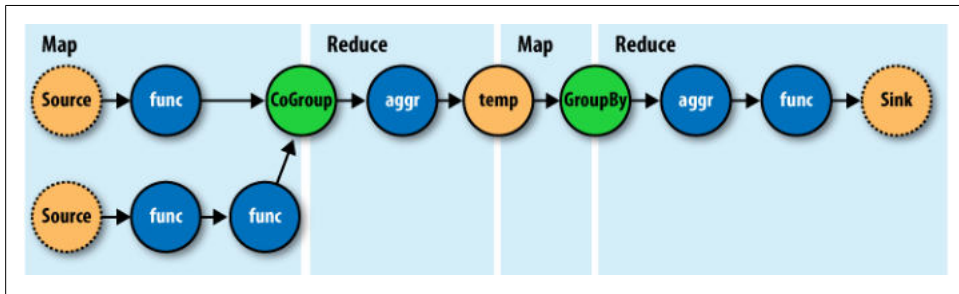 Map Reduce Map Reduce
Source func CoGroup aggr temp GroupBy aggr func Sink
Source func func